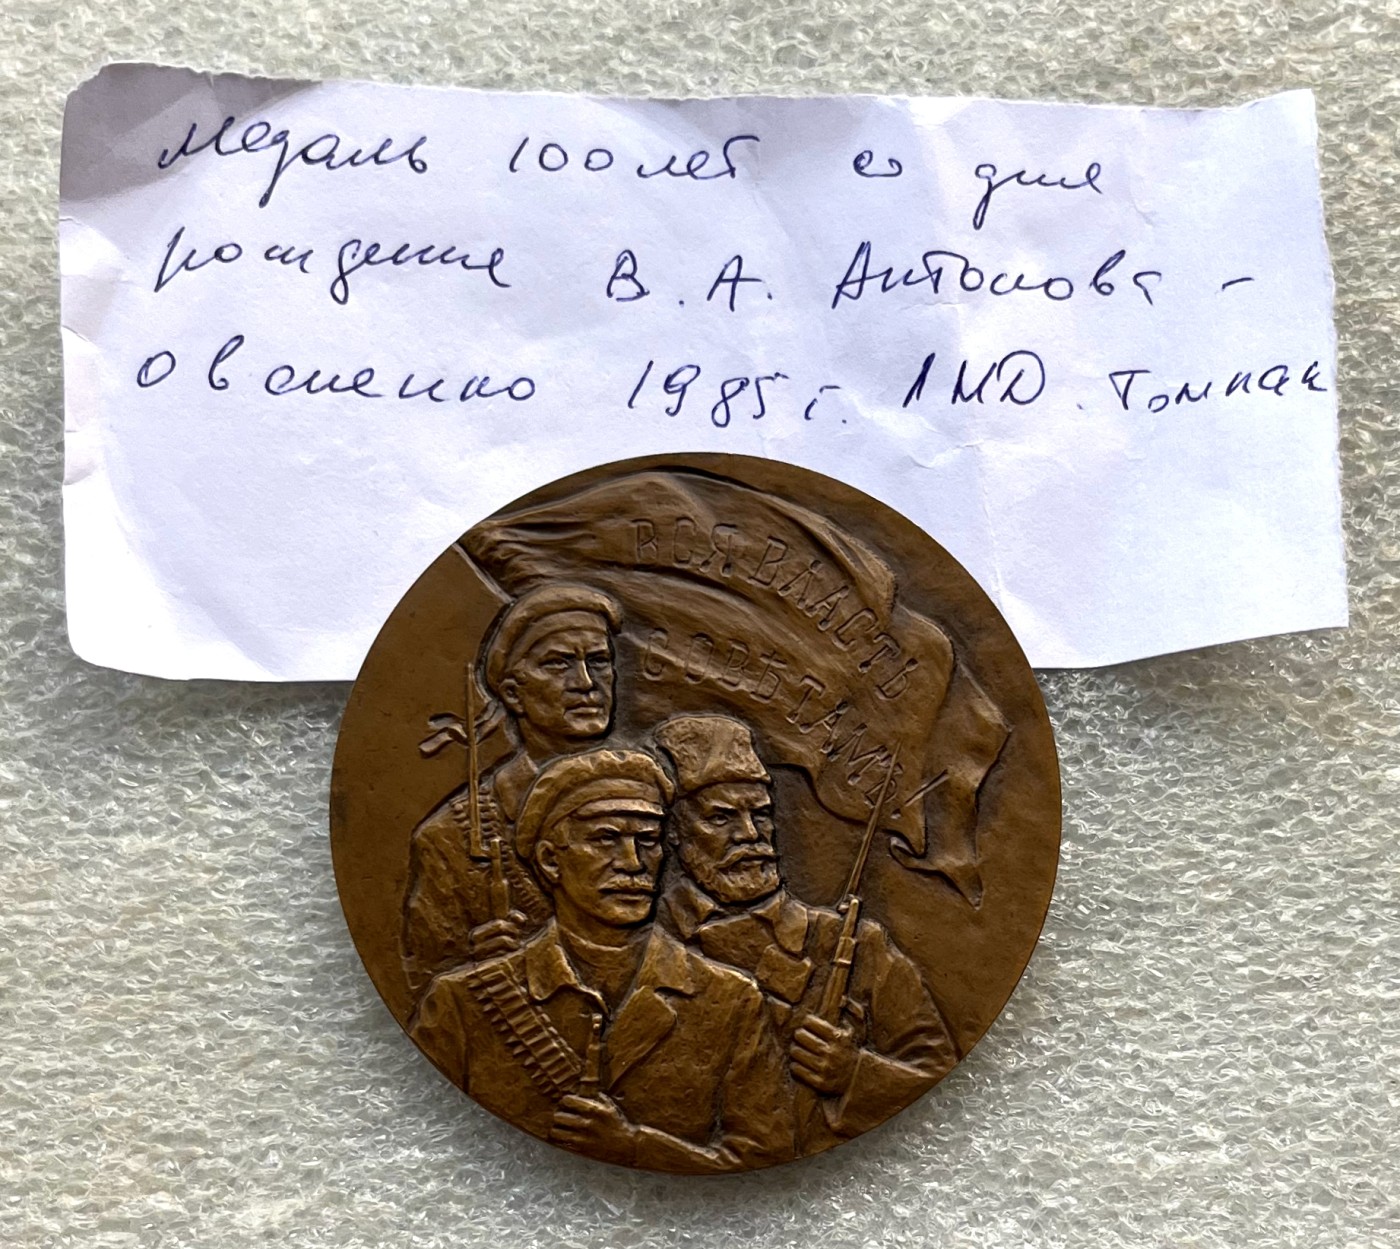 медаль 100 лет со дня
рождения В. А. Антонова -
Овсеенко 1985 г. ЛМД. Томпак
ВСЯ ВЛАСТЬ
СОВѢТАМЪ!